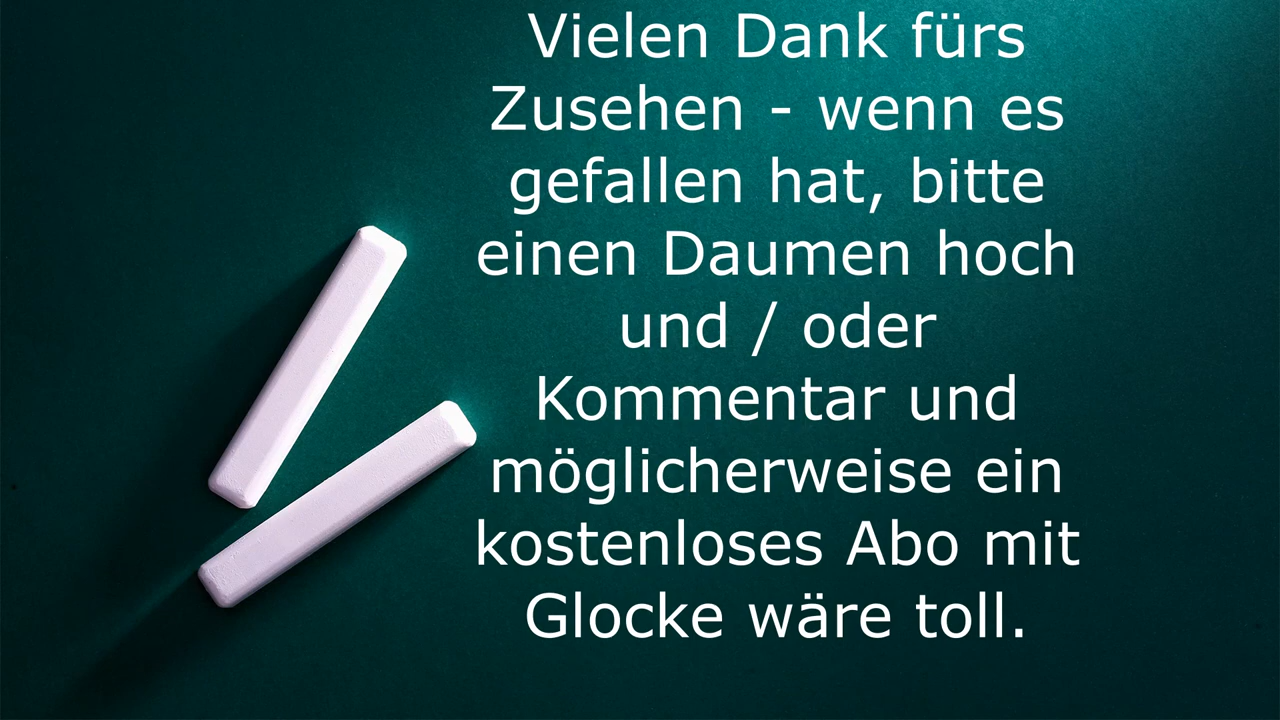 Vielen Dank fürs
Zusehen - wenn es
gefallen hat, bitte
einen Daumen hoch
und / oder
Kommentar und
möglicherweise ein
kostenloses Abo mit
Glocke wäre toll.